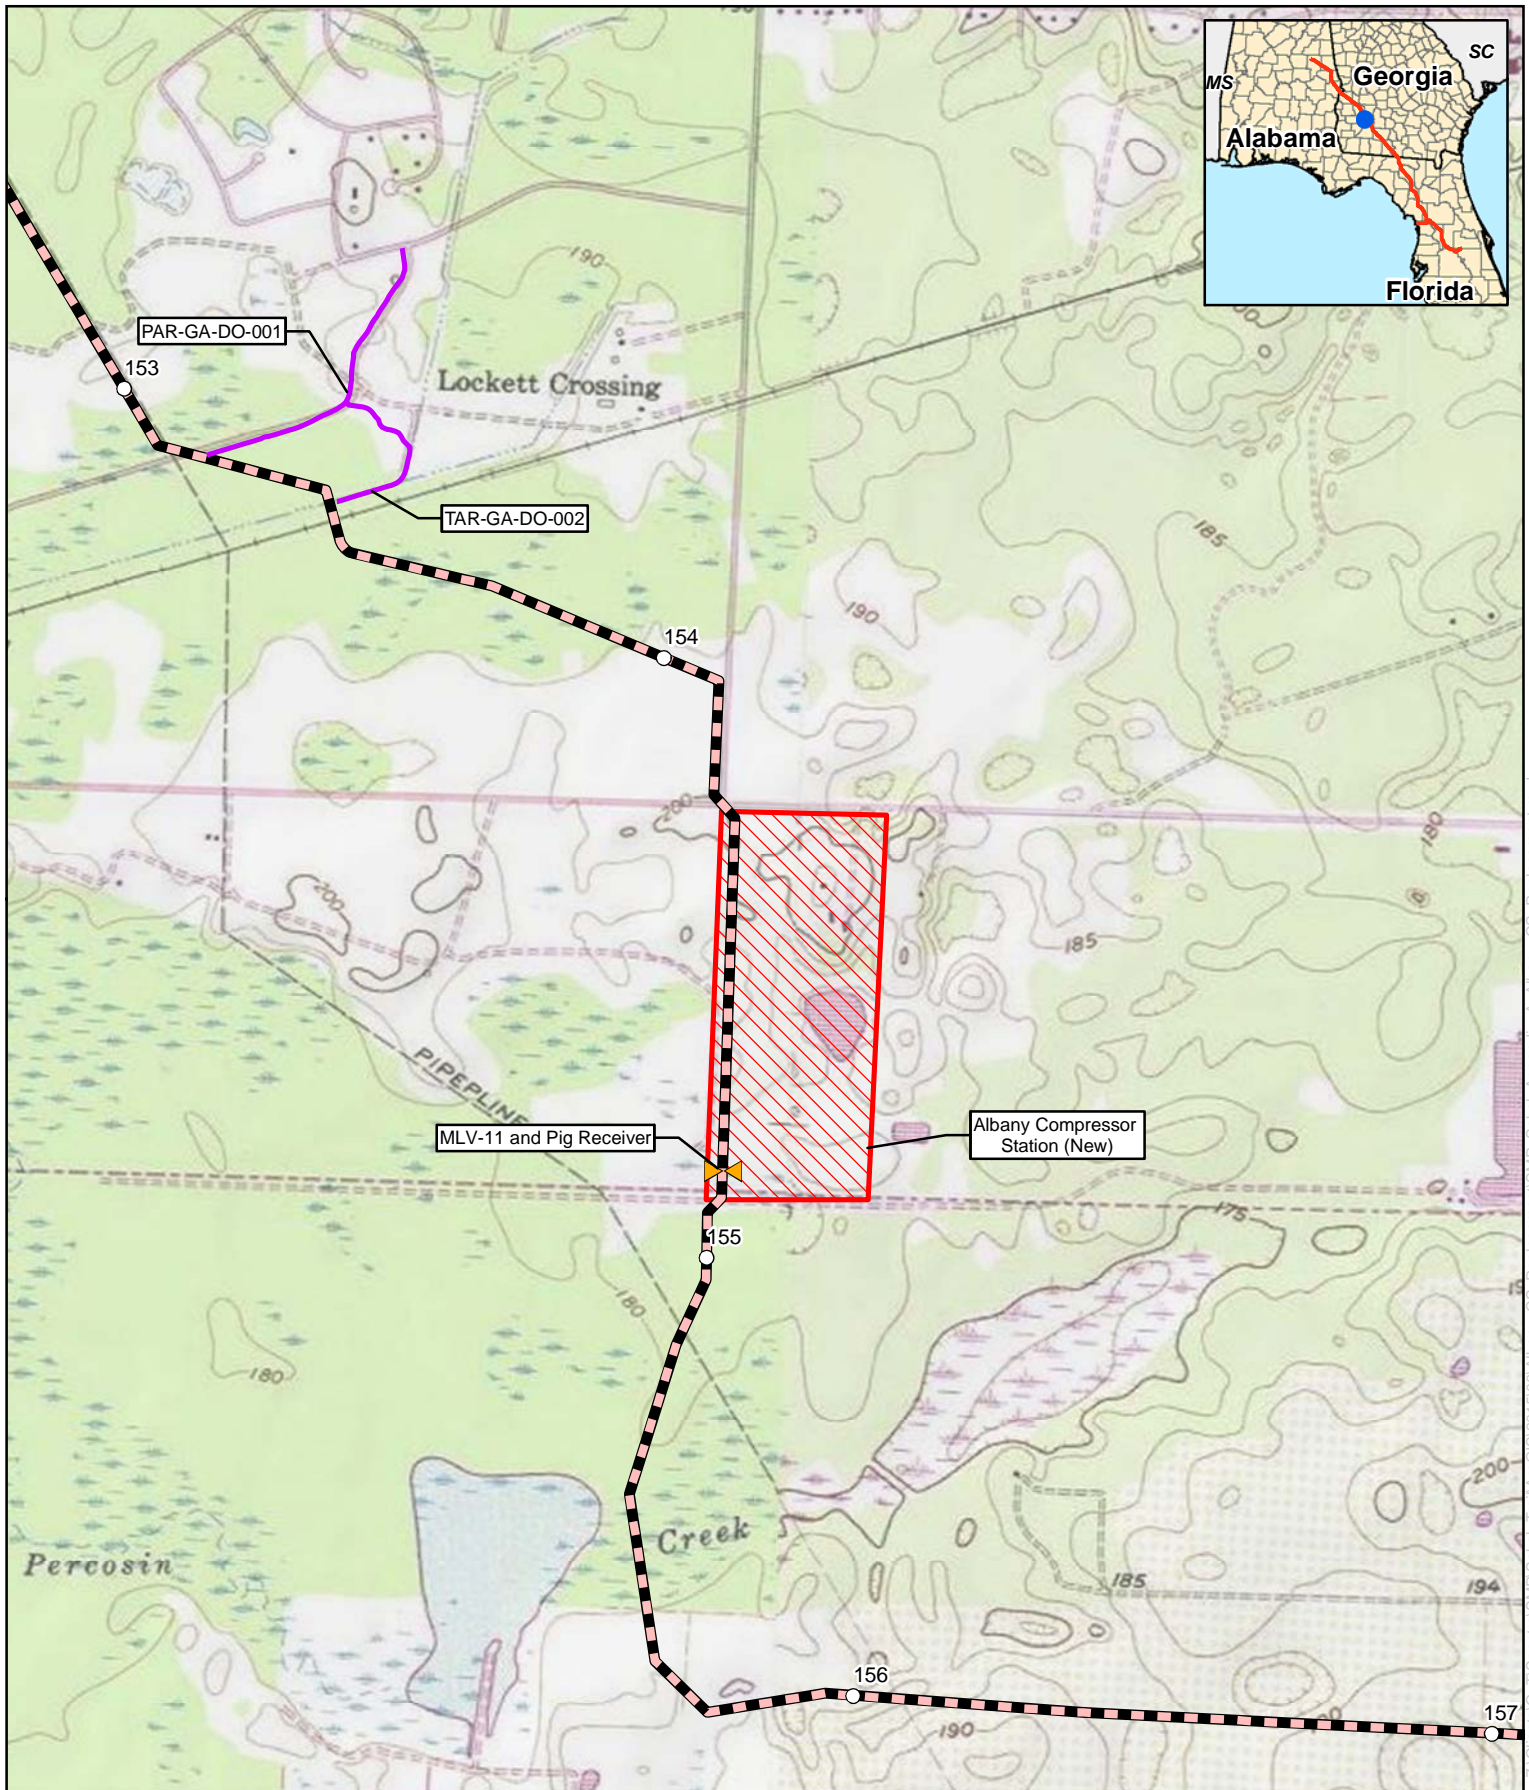 SC
MS
Georgia
Alabama
Florida
190
PAR-GA-DO-001
153
Lockett Crossing
TAR-GA-DO-002
185
190
154
200
180
200
185
PIPEPLINE
MLV-11 and Pig Receiver
Albany Compressor
Station (New)
175
155
180
180
200
Creek
Percosin
185
194
156
157
190